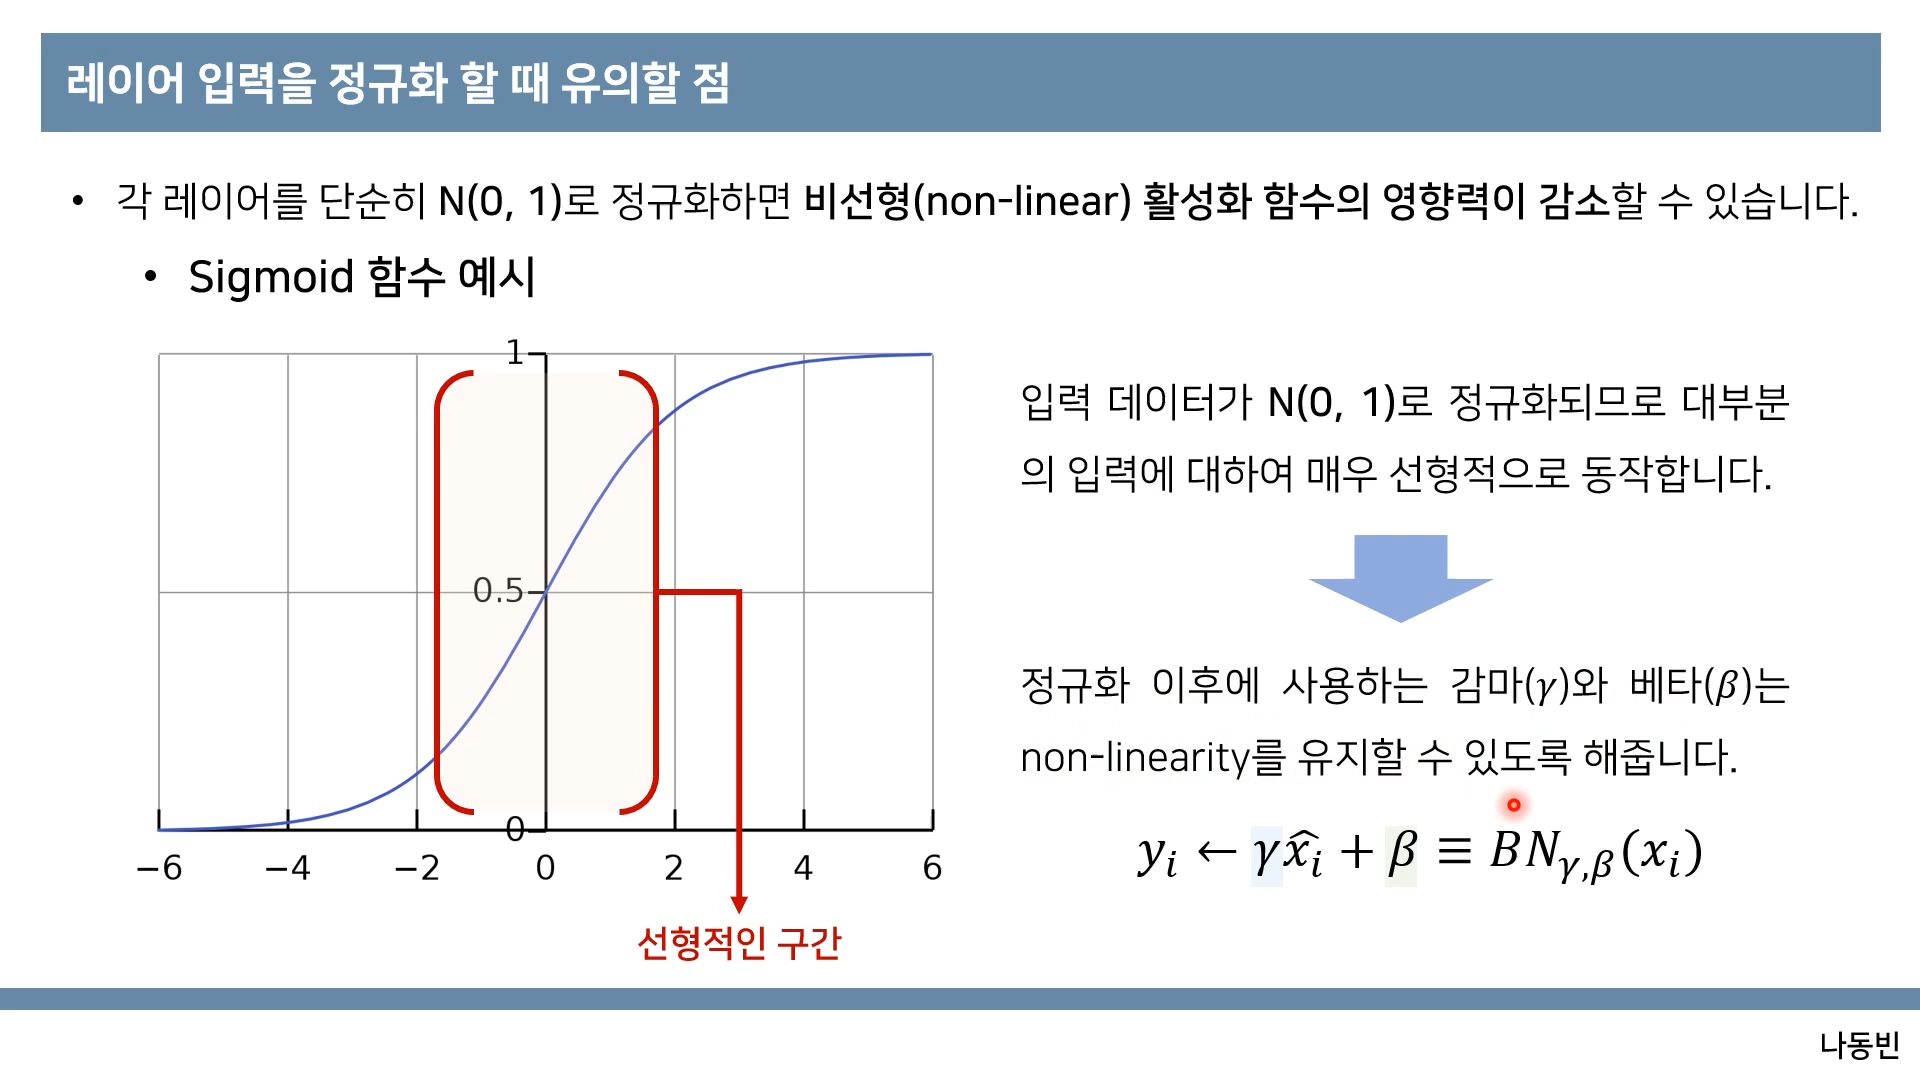 레이어 입력을 정규화 할 때 유의할 점
• 각 레이어를 단순히 N(0, 1)로 정규화하면 비선형(non-linear) 활성화 함수의 영향력이 감소할 수 있습니다.
• Sigmoid 함수 예시
1
0.5
0
−6 −4 −2 0 2 4 6
선형적인 구간
입력 데이터가 N(0, 1)로 정규화되므로 대부분
의 입력에 대하여 매우 선형적으로 동작합니다.
정규화 이후에 사용하는 감마(γ)와 베타(β)는
non-linearity를 유지할 수 있도록 해줍니다.
yᵢ ← γx̂ᵢ + β ≡ BN_γ,β(xᵢ)
나동빈